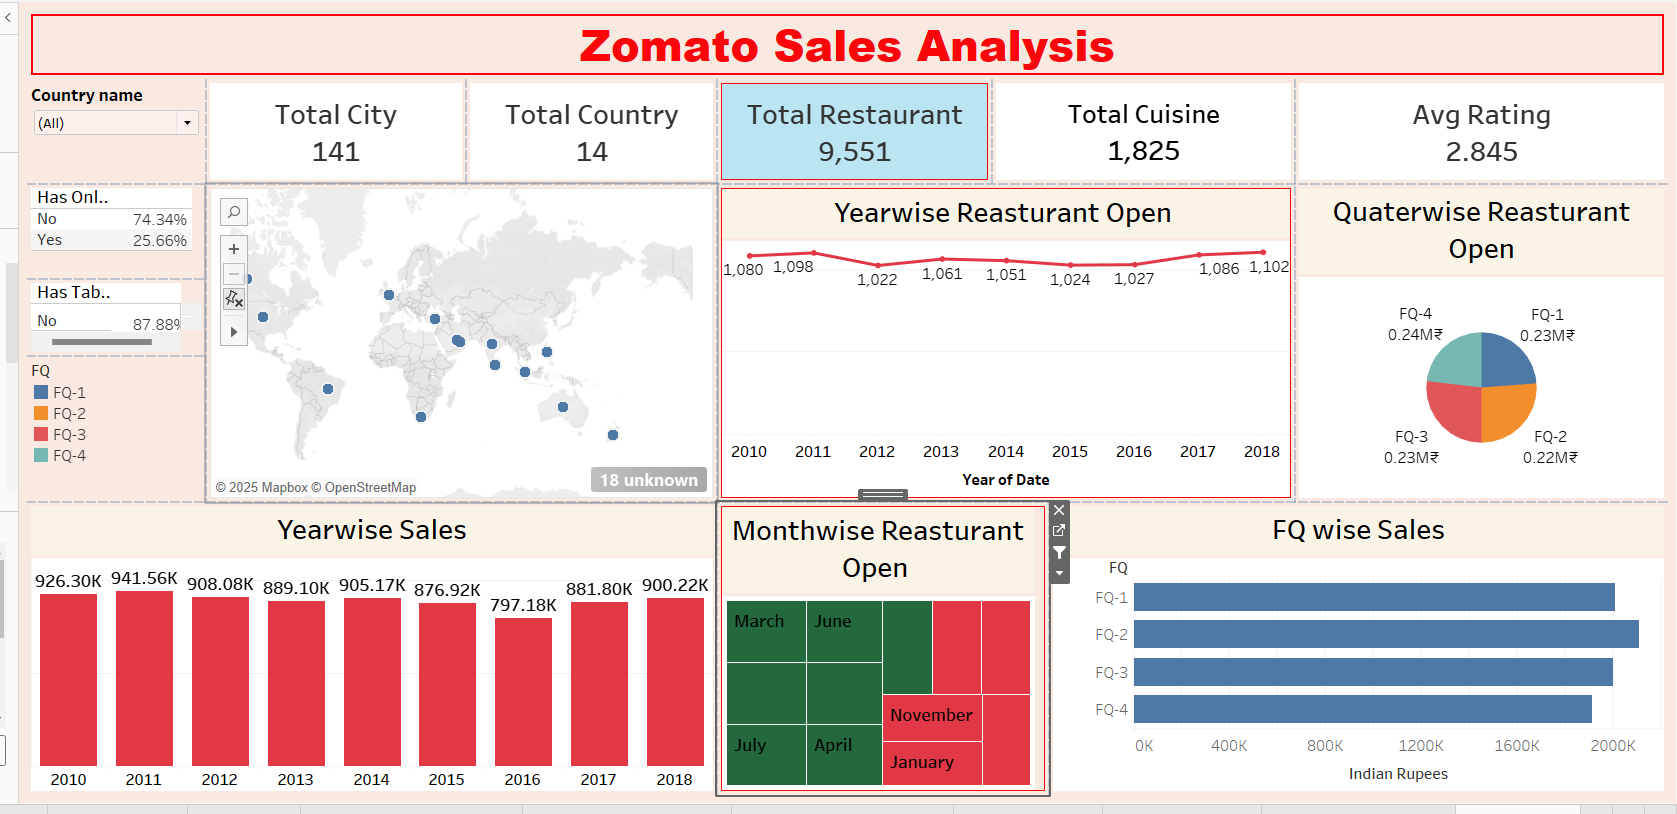 Zomato Sales Analysis
Country name
(All)
Total City
141
Total Country
14
Total Restaurant
9,551
Total Cuisine
1,825
Avg Rating
2.845
Has Onl..
No 74.34%
Yes 25.66%
Has Tab..
No 87.88%
FQ
FQ-1
FQ-2
FQ-3
FQ-4
© 2025 Mapbox © OpenStreetMap
18 unknown
Yearwise Reasturant Open
1,080 1,098 1,022 1,061 1,051 1,024 1,027 1,086 1,102
2010 2011 2012 2013 2014 2015 2016 2017 2018
Year of Date
Quaterwise Reasturant
Open
FQ-4
0.24M₹
FQ-1
0.23M₹
FQ-3
0.23M₹
FQ-2
0.22M₹
Yearwise Sales
926.30K 941.56K 908.08K 889.10K 905.17K 876.92K 797.18K 881.80K 900.22K
2010 2011 2012 2013 2014 2015 2016 2017 2018
Monthwise Reasturant
Open
March June
November
July April
January
FQ wise Sales
FQ
FQ-1
FQ-2
FQ-3
FQ-4
0K 400K 800K 1200K 1600K 2000K
Indian Rupees